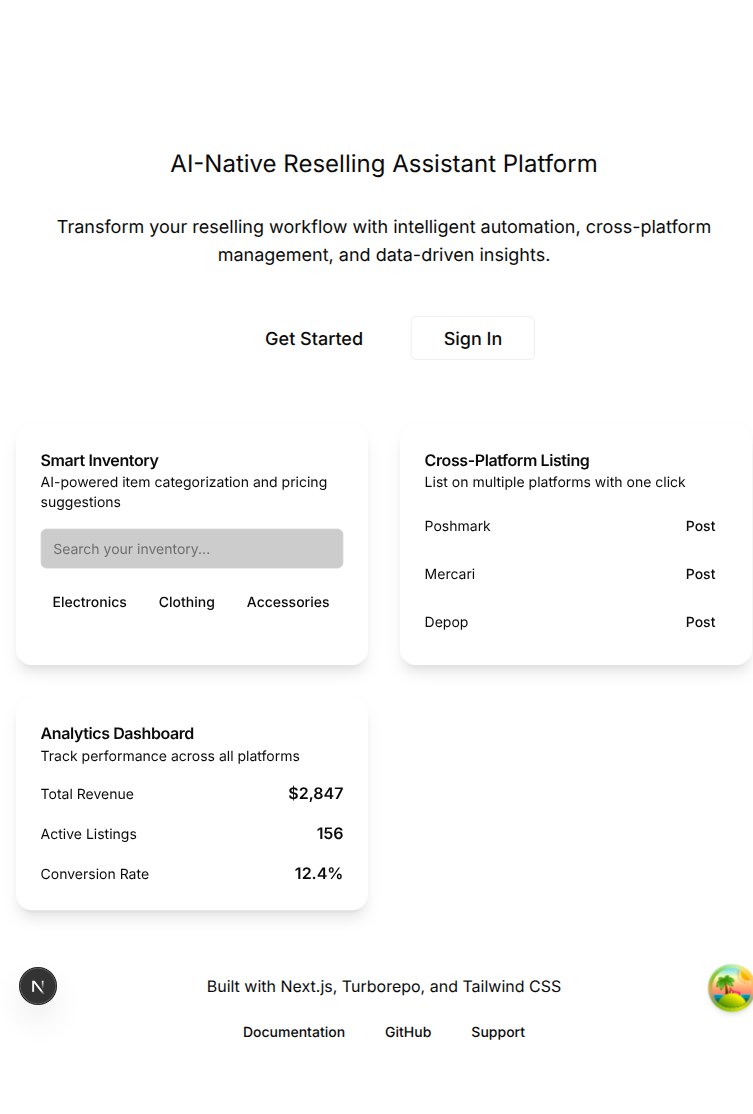 AI-Native Reselling Assistant Platform
Transform your reselling workflow with intelligent automation, cross-platform
management, and data-driven insights.
Get Started
Sign In
Smart Inventory
AI-powered item categorization and pricing
suggestions
Search your inventory...
Electronics
Clothing
Accessories
Cross-Platform Listing
List on multiple platforms with one click
Poshmark
Post
Mercari
Post
Depop
Post
Analytics Dashboard
Track performance across all platforms
Total Revenue
$2,847
Active Listings
156
Conversion Rate
12.4%
N
Built with Next.js, Turborepo, and Tailwind CSS
Documentation
GitHub
Support